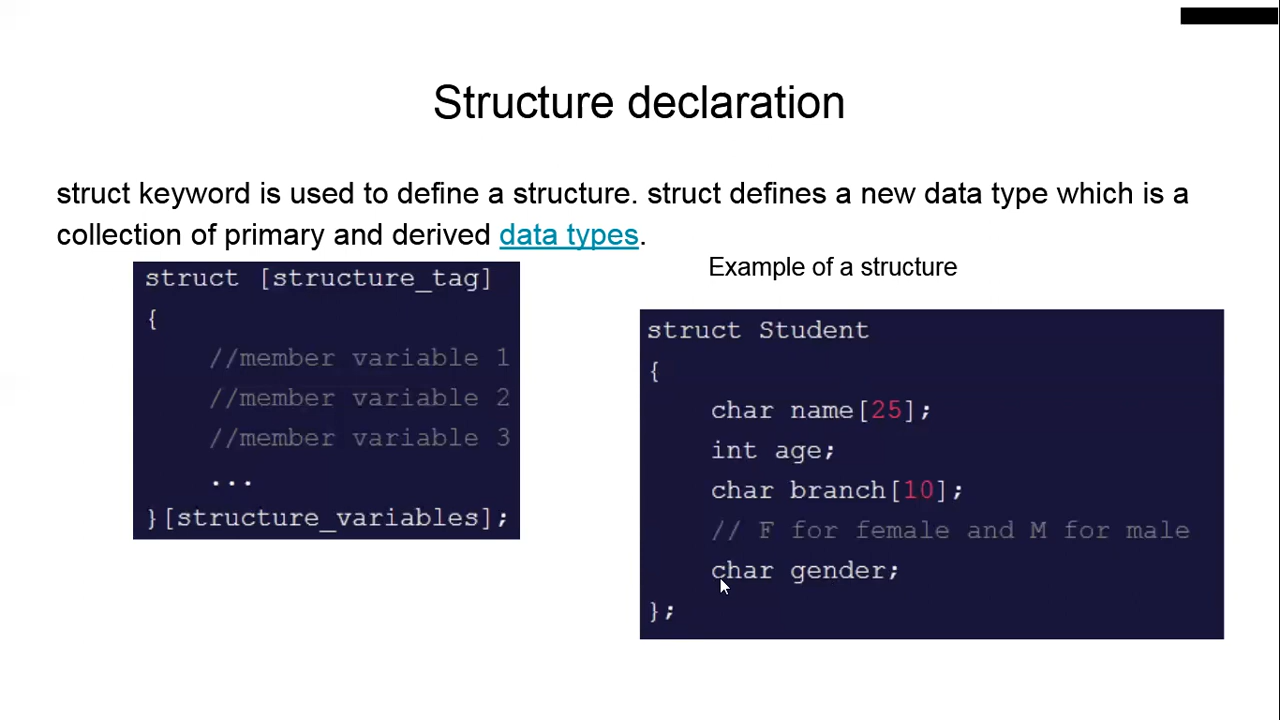 Structure declaration
struct keyword is used to define a structure. struct defines a new data type which is a
collection of primary and derived data types.
struct [structure_tag]
{
//member variable 1
//member variable 2
//member variable 3
...
}[structure_variables];
Example of a structure
struct Student
{
char name[25];
int age;
char branch[10];
// F for female and M for male
char gender;
};